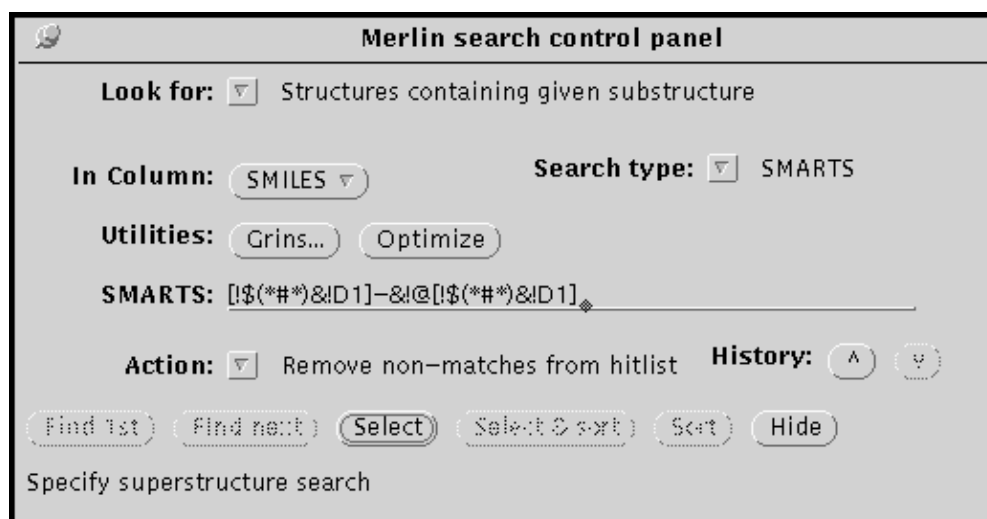 Merlin search control panel
Look for: Structures containing given substructure
In Column: SMILES Search type: SMARTS
Utilities: Grins... Optimize
SMARTS: [!$(*#*)&!D1]-&!@[!$(*#*)&!D1]
Action: Remove non-matches from hitlist History: ^ v
Find 1st Find next Select Select & sort Sort Hide
Specify superstructure search